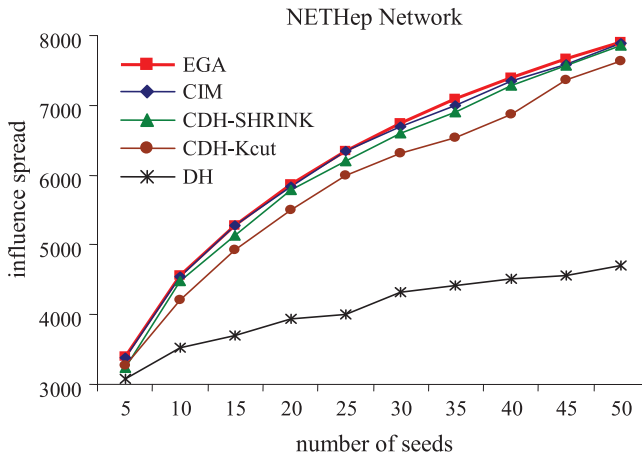 NETHep Network
8000
7000
6000
5000
4000
3000
influence spread
EGA
CIM
CDH-SHRINK
CDH-Kcut
DH
5 10 15 20 25 30 35 40 45 50
number of seeds